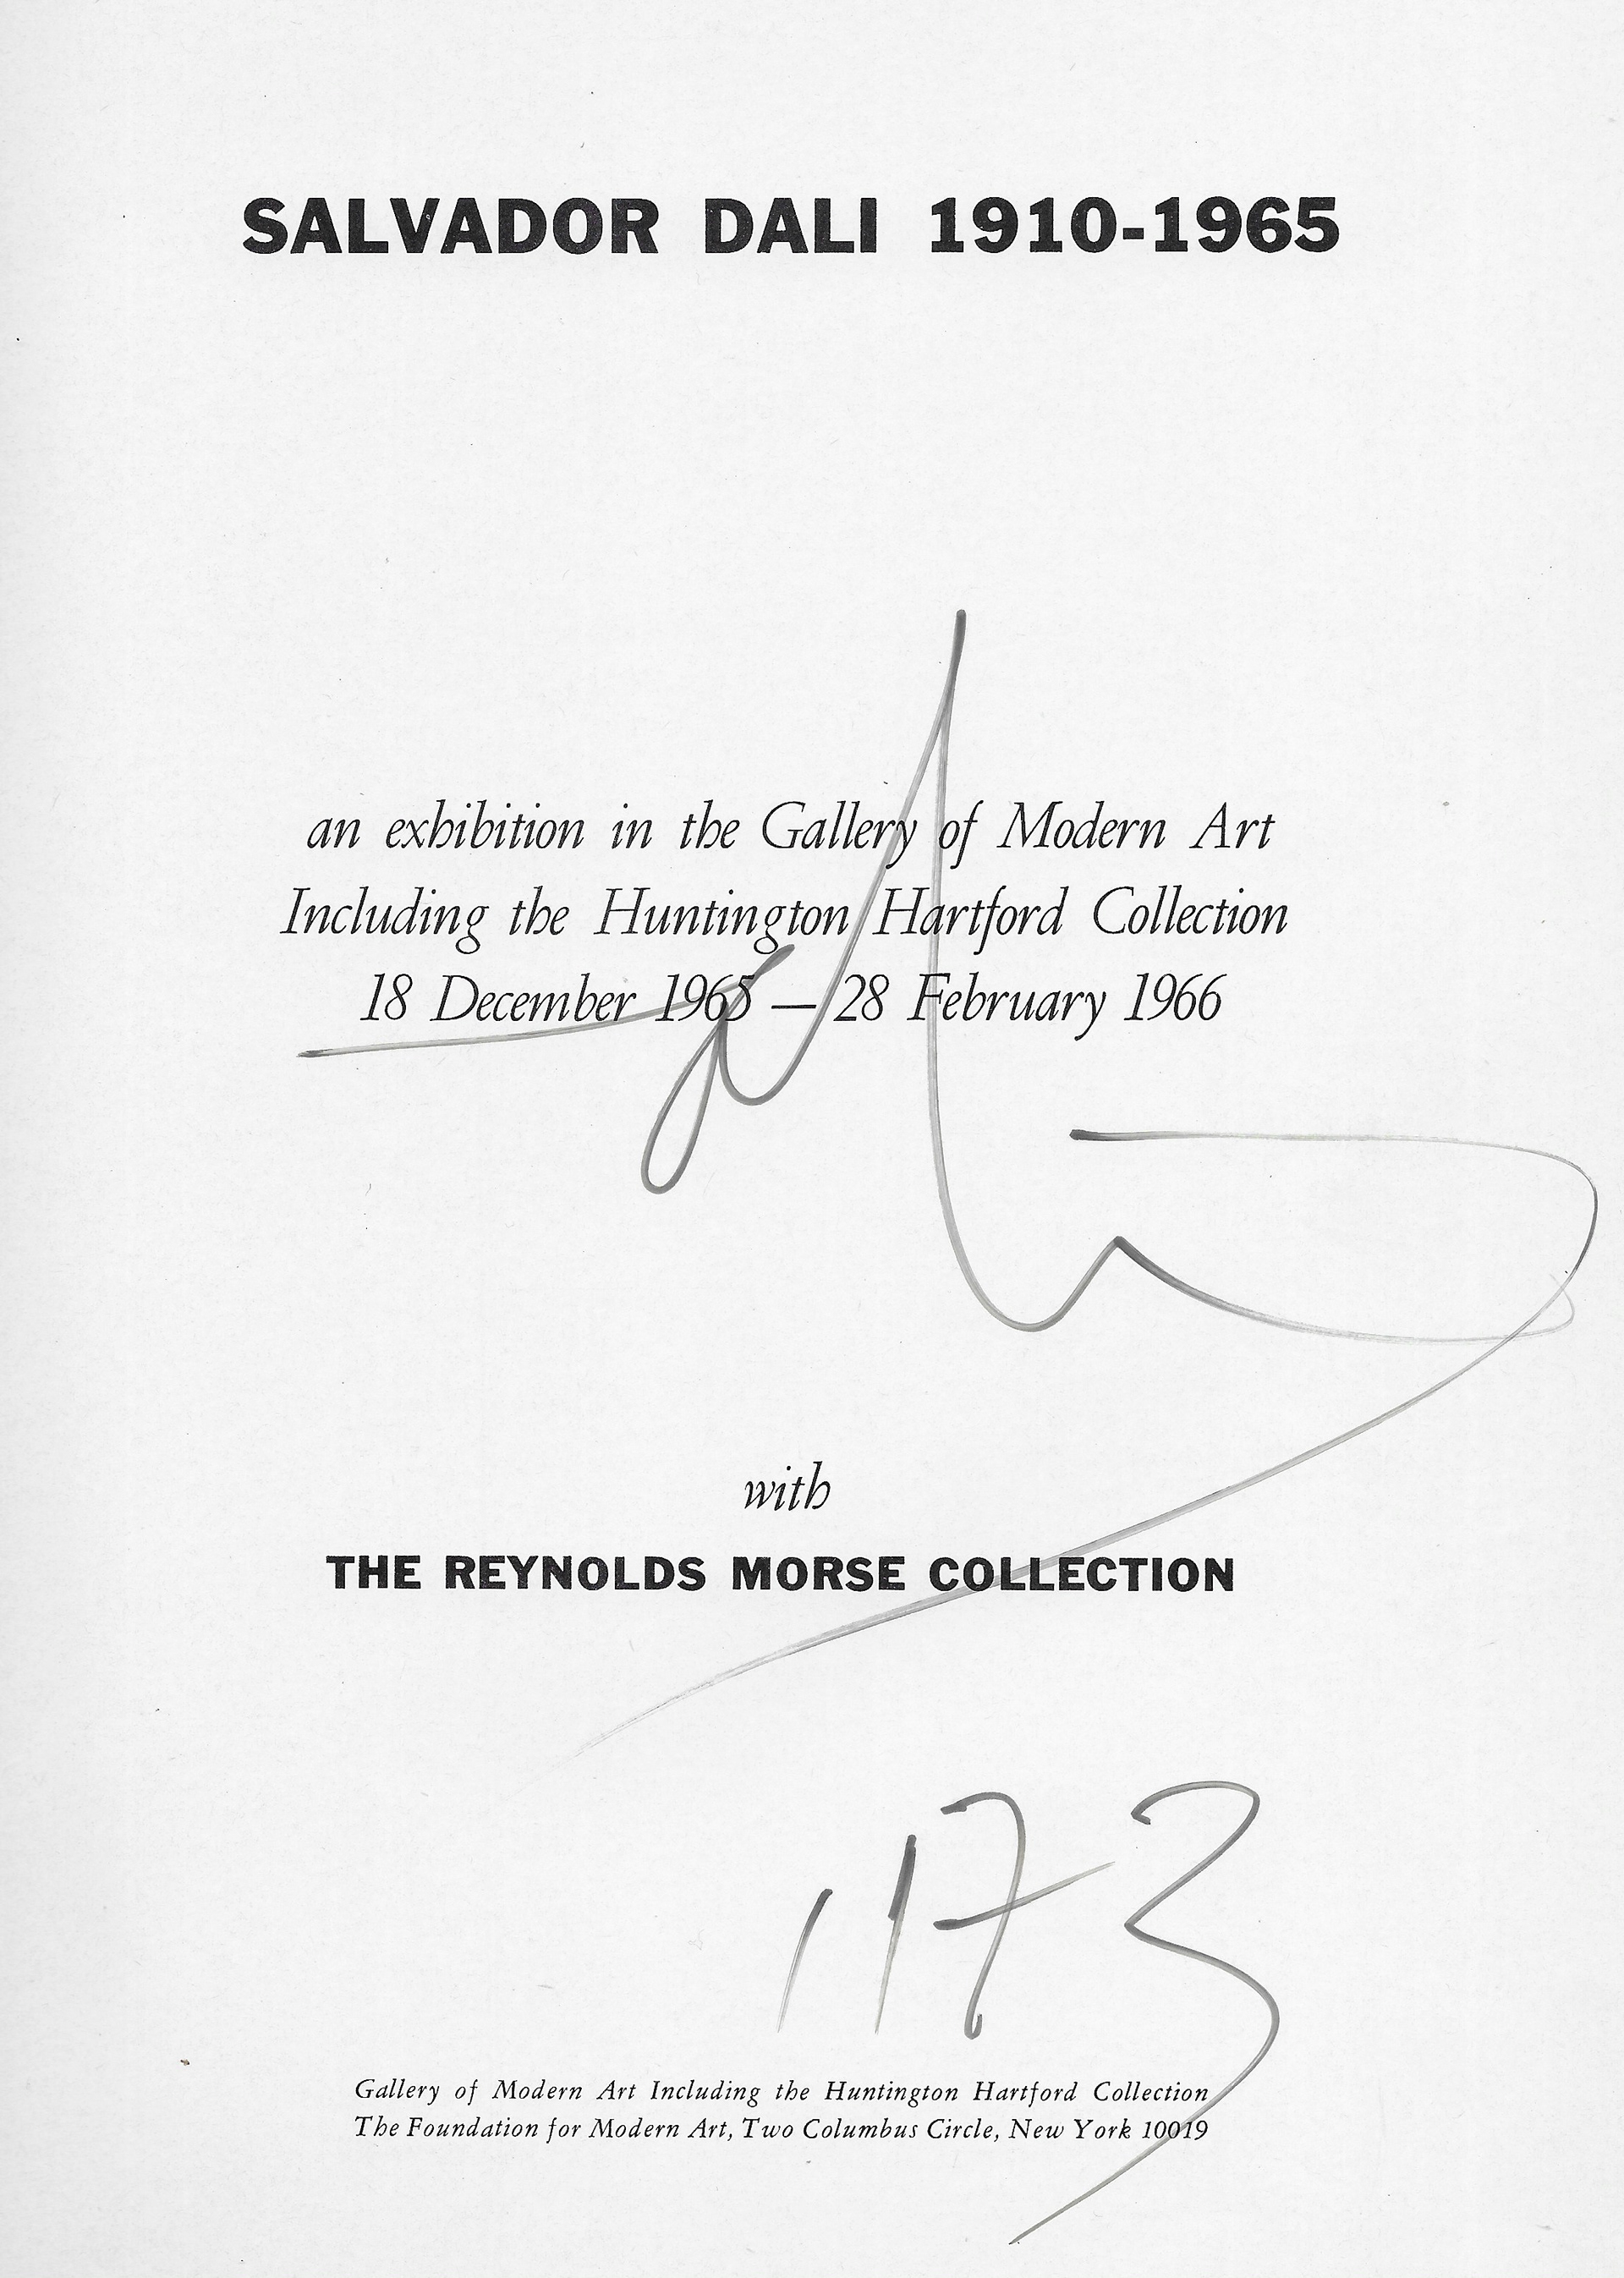 SALVADOR DALI 1910-1965
an exhibition in the Gallery of Modern Art
Including the Huntington Hartford Collection
18 December 1965 — 28 February 1966
with
THE REYNOLDS MORSE COLLECTION
Gallery of Modern Art Including the Huntington Hartford Collection
The Foundation for Modern Art, Two Columbus Circle, New York 10019